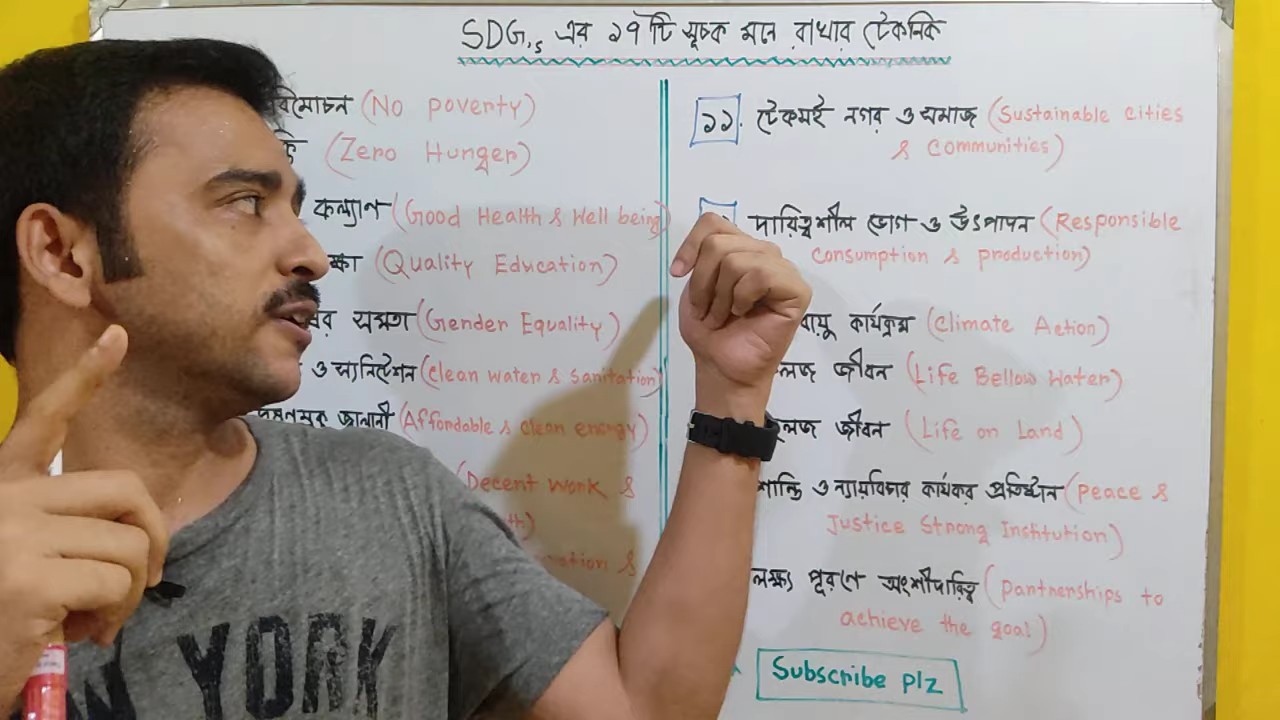 SDG,s এর ১৭ টি সূচক মনে রাখার টেকনিক
বিমোচন (No poverty)
(Zero Hunger)
কল্যাণ (Good Health & Well being)
ক্ষা (Quality Education)
সমতা (Gender Equality)
ও স্যানিটেশন (Clean water & Sanitation)
জ্বালানী (Affordable & clean energy)
(Decent work &
১১. টেকসই নগর ও সমাজ (Sustainable cities
& Communities)
দায়িত্বশীল ভোগ ও উৎপাদন (Responsible
Consumption & production)
বায়ু কার্যক্রম (Climate Action)
জীবন (Life Bellow Water)
জীবন (Life on Land)
শান্তি ও ন্যায়বিচার কার্যকর প্রতিষ্ঠান (Peace &
Justice Strong Institution)
লক্ষ্য পূরণে অংশীদারিত্ব (Partnerships to
achieve the goal)
Subscribe Plz
YORK